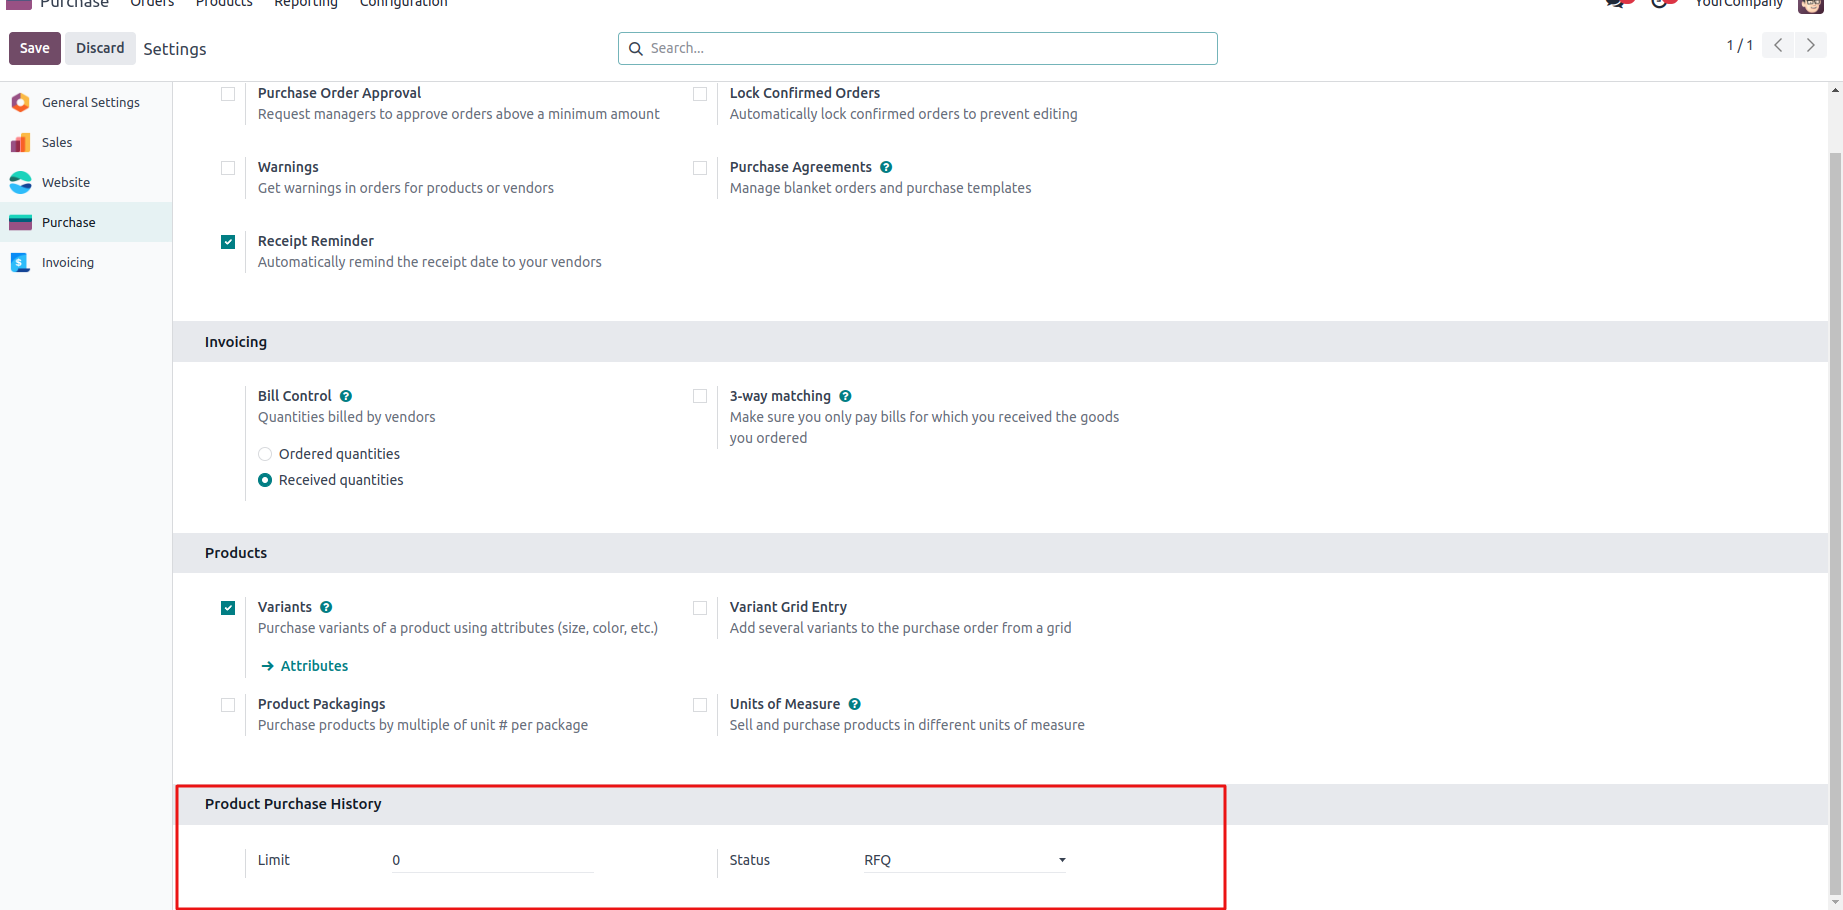 Purchase Orders Products Reporting Configuration YourCompany
Save Discard Settings Search... 1 / 1
General Settings
Sales
Website
Purchase
Invoicing
Purchase Order Approval
Request managers to approve orders above a minimum amount
Lock Confirmed Orders
Automatically lock confirmed orders to prevent editing
Warnings
Get warnings in orders for products or vendors
Purchase Agreements ?
Manage blanket orders and purchase templates
Receipt Reminder
Automatically remind the receipt date to your vendors
Invoicing
Bill Control ?
Quantities billed by vendors
Ordered quantities
Received quantities
3-way matching ?
Make sure you only pay bills for which you received the goods
you ordered
Products
Variants ?
Purchase variants of a product using attributes (size, color, etc.)
Attributes
Variant Grid Entry
Add several variants to the purchase order from a grid
Product Packagings
Purchase products by multiple of unit # per package
Units of Measure ?
Sell and purchase products in different units of measure
Product Purchase History
Limit 0
Status RFQ